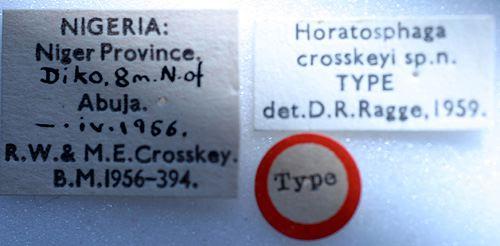 NIGERIA:
Niger Province.
Diko, 8m. N. of
Abuja.
—. iv. 1956.
R.W. & M.E. Crosskey.
B.M. 1956-394.
Horatosphaga
crosskeyi sp.n.
TYPE
det. D.R. Ragge, 1959.
Type